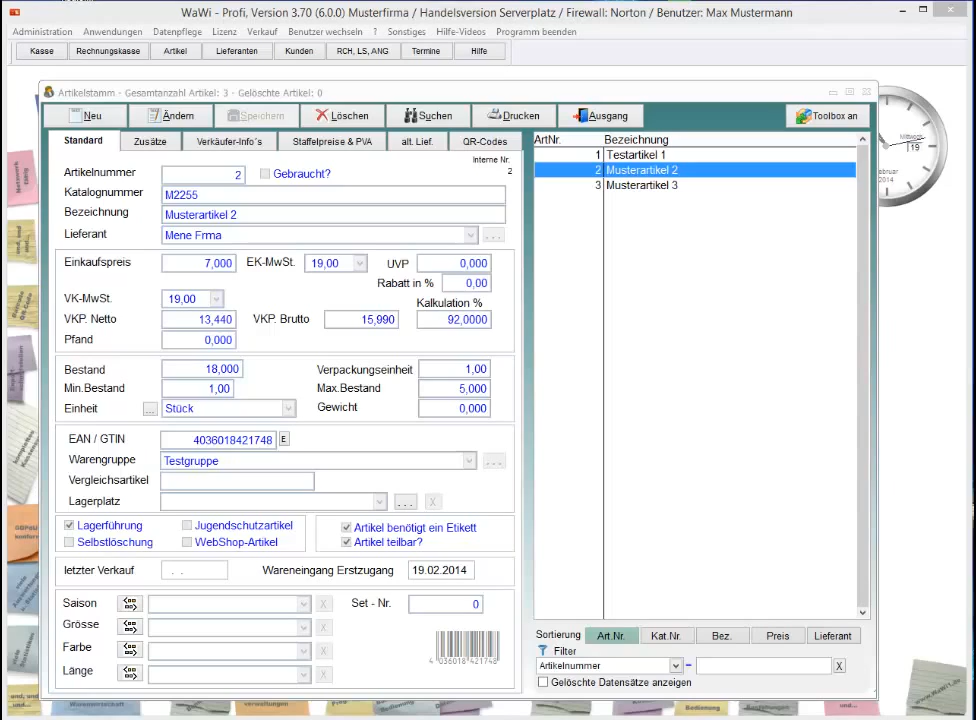 WaWi - Profi, Version 3.70 (6.0.0) Musterfirma / Handelsversion Serverplatz / Firewall: Norton / Benutzer: Max Mustermann
Administration Anwendungen Datenpflege Lizenz Verkauf Benutzer wechseln ? Sonstiges Hilfe-Videos Programm beenden
Kasse Rechnungskasse Artikel Lieferanten Kunden RCH, LS, ANG Termine Hilfe
Artikelstamm - Gesamtanzahl Artikel: 3 - Gelöschte Artikel: 0
Neu Ändern Speichern Löschen Suchen Drucken Ausgang Toolbox an
Standard Zusätze Verkäufer-Info´s Staffelpreise & PVA alt. Lief. QR-Codes
ArtNr. Bezeichnung
1 Testartikel 1
2 Musterartikel 2
3 Musterartikel 3
Interne Nr.
2
Artikelnummer 2 Gebraucht?
Katalognummer M2255
Bezeichnung Musterartikel 2
Lieferant Mene Frma ...
Einkaufspreis 7,000 EK-MwSt. 19,00 UVP 0,000
Rabatt in % 0,00
VK-MwSt. 19,00 Kalkulation %
VKP. Netto 13,440 VKP. Brutto 15,990 92,0000
Pfand 0,000
Bestand 18,000 Verpackungseinheit 1,00
Min.Bestand 1,00 Max.Bestand 5,000
Einheit ... Stück Gewicht 0,000
EAN / GTIN 4036018421748 E
Warengruppe Testgruppe ...
Vergleichsartikel
Lagerplatz ... X
Lagerführung Jugendschutzartikel Artikel benötigt ein Etikett
Selbstlöschung WebShop-Artikel Artikel teilbar?
letzter Verkauf . . Wareneingang Erstzugang 19.02.2014
Saison X Set - Nr. 0
Grösse X
Farbe X
Länge X
4 036018 421748
Sortierung Art.Nr. Kat.Nr. Bez. Preis Lieferant
Filter
Artikelnummer - X
Gelöschte Datensätze anzeigen
Mittwoch
19
2014